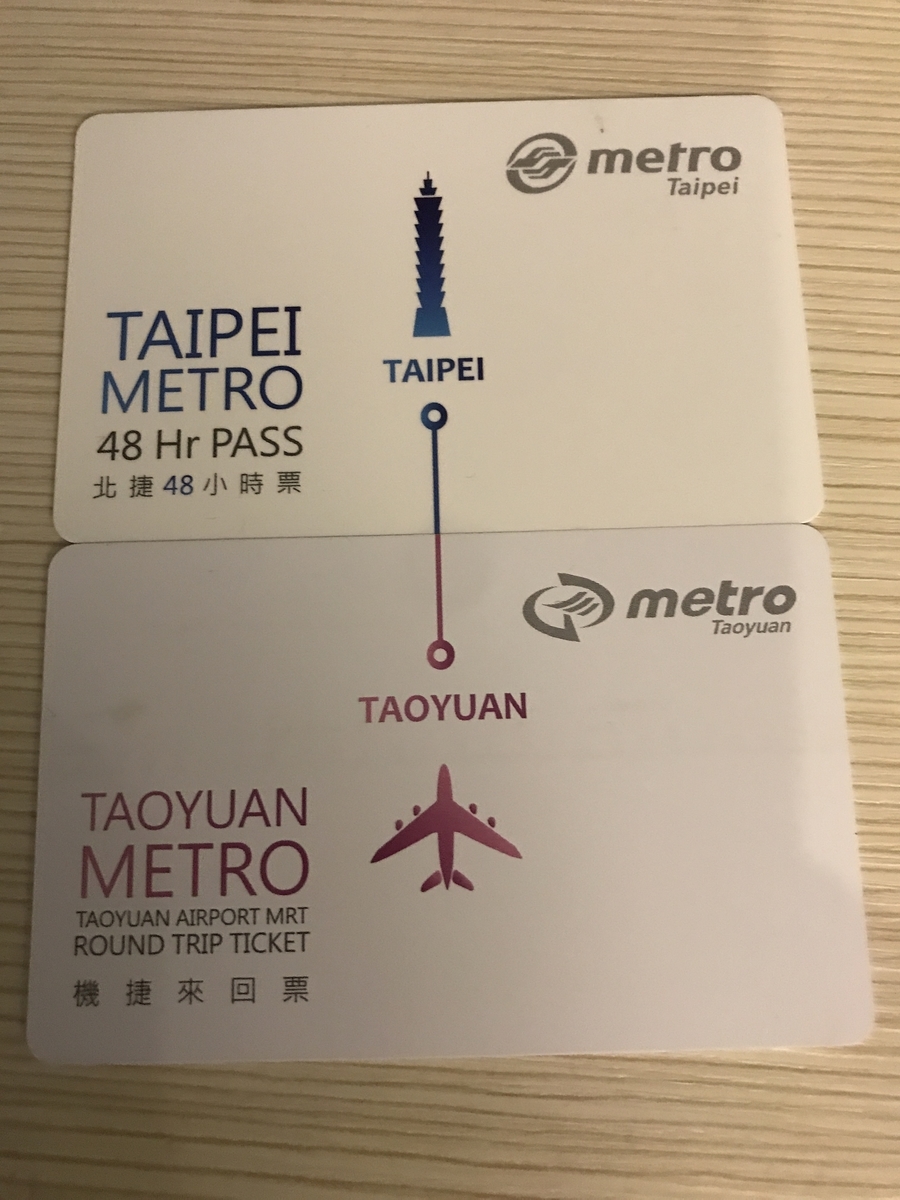 metro
Taipei
TAIPEI
METRO
48 Hr PASS
北捷48小時票
TAIPEI
metro
Taoyuan
TAOYUAN
TAOYUAN
METRO
TAOYUAN AIRPORT MRT
ROUND TRIP TICKET
機捷來回票